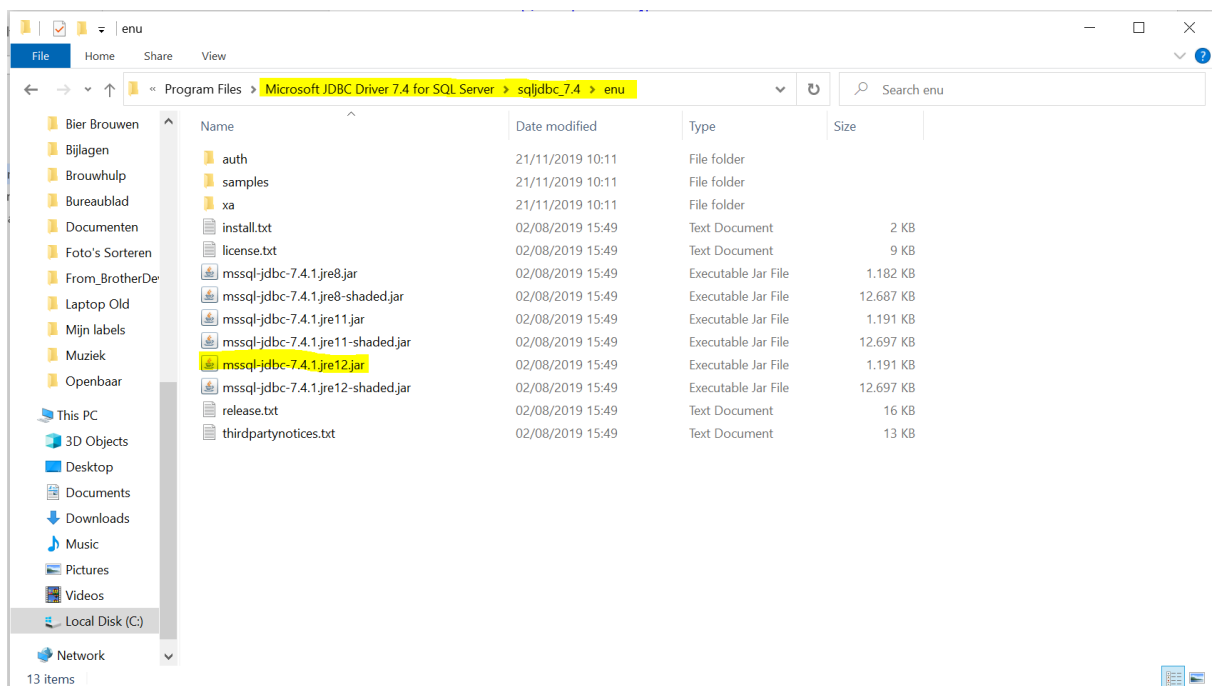 enu
File Home Share View
« Program Files > Microsoft JDBC Driver 7.4 for SQL Server > sqljdbc_7.4 > enu
Search enu
Name Date modified Type Size
Bier Brouwen
Bijlagen
Brouwhulp
Bureaublad
Documenten
Foto's Sorteren
From_BrotherDe
Laptop Old
Mijn labels
Muziek
Openbaar
This PC
3D Objects
Desktop
Documents
Downloads
Music
Pictures
Videos
Local Disk (C:)
Network
auth 21/11/2019 10:11 File folder
samples 21/11/2019 10:11 File folder
xa 21/11/2019 10:11 File folder
install.txt 02/08/2019 15:49 Text Document 2 KB
license.txt 02/08/2019 15:49 Text Document 9 KB
mssql-jdbc-7.4.1.jre8.jar 02/08/2019 15:49 Executable Jar File 1.182 KB
mssql-jdbc-7.4.1.jre8-shaded.jar 02/08/2019 15:49 Executable Jar File 12.687 KB
mssql-jdbc-7.4.1.jre11.jar 02/08/2019 15:49 Executable Jar File 1.191 KB
mssql-jdbc-7.4.1.jre11-shaded.jar 02/08/2019 15:49 Executable Jar File 12.697 KB
mssql-jdbc-7.4.1.jre12.jar 02/08/2019 15:49 Executable Jar File 1.191 KB
mssql-jdbc-7.4.1.jre12-shaded.jar 02/08/2019 15:49 Executable Jar File 12.697 KB
release.txt 02/08/2019 15:49 Text Document 16 KB
thirdpartynotices.txt 02/08/2019 15:49 Text Document 13 KB
13 items